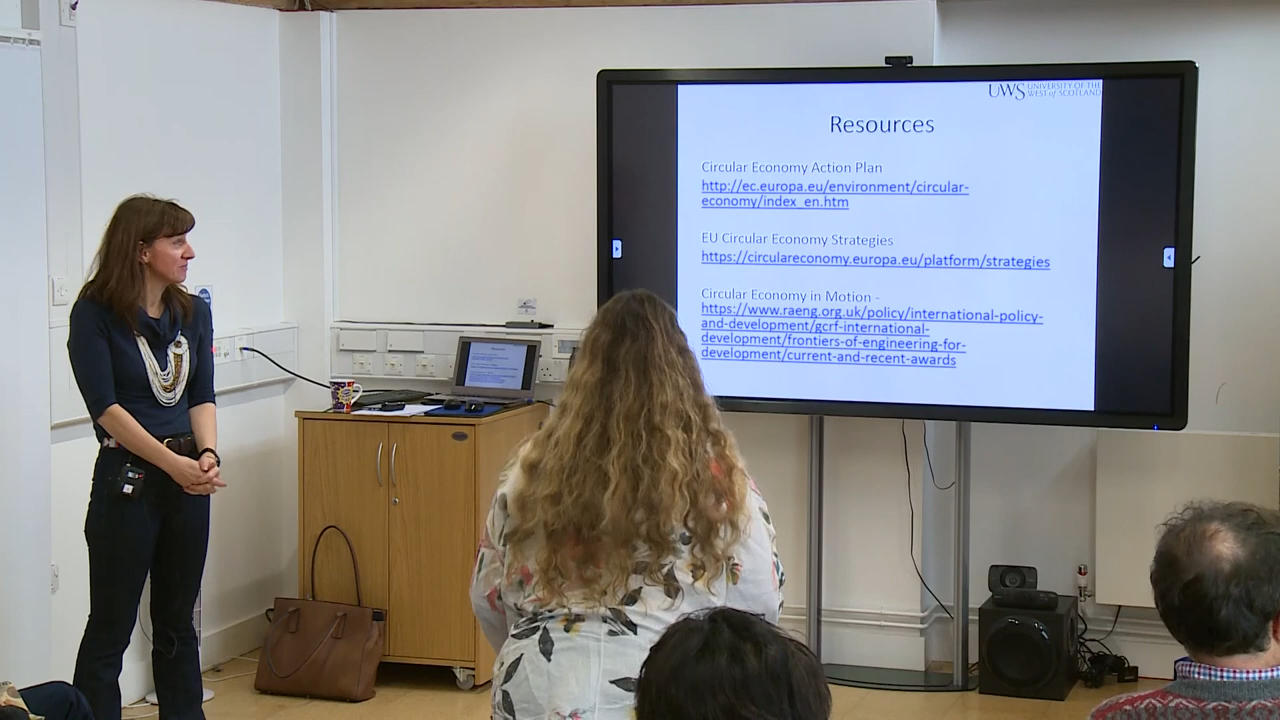 UWS UNIVERSITY OF THE
WEST of SCOTLAND
Resources
Circular Economy Action Plan
http://ec.europa.eu/environment/circular-
economy/index_en.htm
EU Circular Economy Strategies
https://circulareconomy.europa.eu/platform/strategies
Circular Economy in Motion -
https://www.raeng.org.uk/policy/international-policy-
and-development/gcrf-international-
development/frontiers-of-engineering-for-
development/current-and-recent-awards